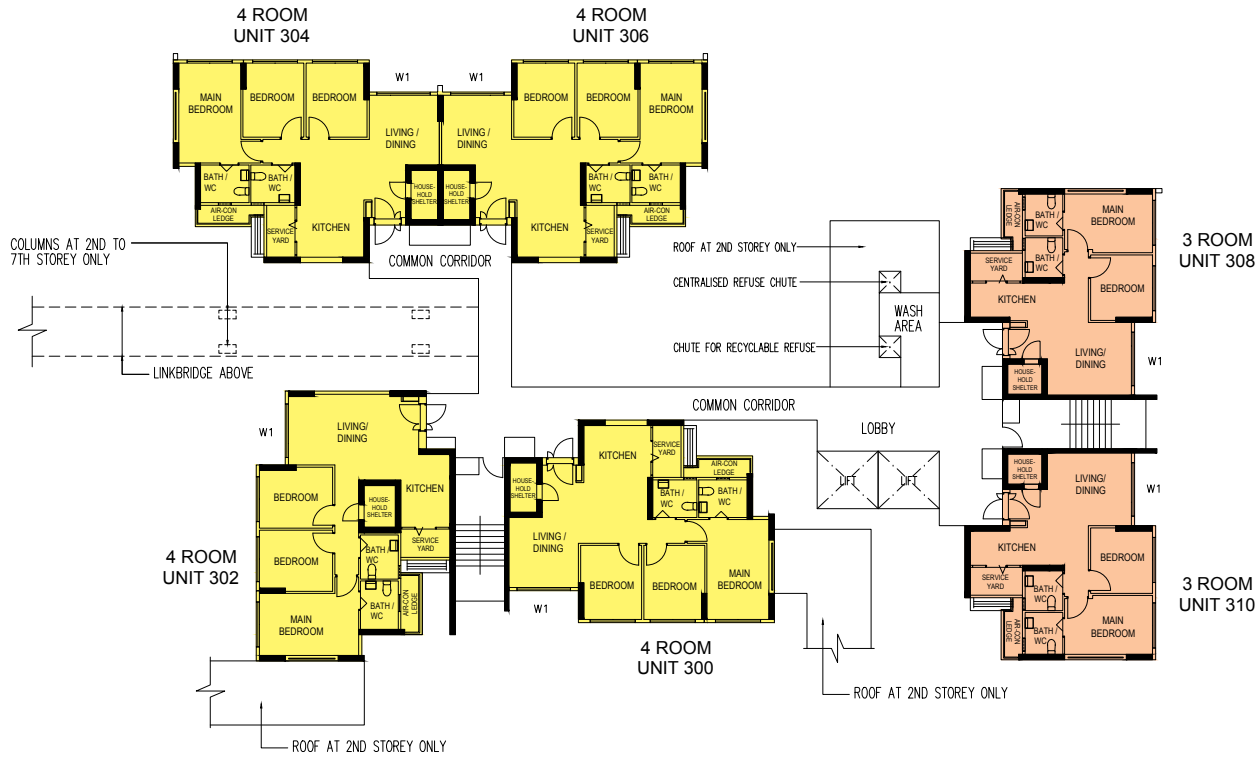 4 ROOM
UNIT 304
4 ROOM
UNIT 306
W1
W1
MAIN
BEDROOM
BEDROOM
BEDROOM
BEDROOM
BEDROOM
MAIN
BEDROOM
LIVING /
DINING
LIVING /
DINING
BATH /
WC
BATH /
WC
HOUSE-
HOLD
SHELTER
HOUSE-
HOLD
SHELTER
BATH /
WC
BATH /
WC
AIR-CON
LEDGE
AIR-CON
LEDGE
SERVICE
YARD
KITCHEN
KITCHEN
SERVICE
YARD
COMMON CORRIDOR
COLUMNS AT 2ND TO
7TH STOREY ONLY
LINKBRIDGE ABOVE
ROOF AT 2ND STOREY ONLY
CENTRALISED REFUSE CHUTE
WASH
AREA
CHUTE FOR RECYCLABLE REFUSE
3 ROOM
UNIT 308
AIR-CON
LEDGE
BATH /
WC
MAIN
BEDROOM
BATH /
WC
SERVICE
YARD
BEDROOM
KITCHEN
LIVING/
DINING
W1
HOUSE-
HOLD
SHELTER
COMMON CORRIDOR
LOBBY
LIFT
LIFT
4 ROOM
UNIT 302
W1
LIVING/
DINING
BEDROOM
HOUSE-
HOLD
SHELTER
KITCHEN
BEDROOM
BATH /
WC
SERVICE
YARD
BATH /
WC
AIR-CON
LEDGE
MAIN
BEDROOM
KITCHEN
SERVICE
YARD
AIR-CON
LEDGE
HOUSE-
HOLD
SHELTER
BATH /
WC
BATH /
WC
LIVING /
DINING
BEDROOM
BEDROOM
MAIN
BEDROOM
W1
4 ROOM
UNIT 300
HOUSE-
HOLD
SHELTER
LIVING/
DINING
W1
KITCHEN
BEDROOM
SERVICE
YARD
BATH /
WC
AIR-CON
LEDGE
BATH /
WC
MAIN
BEDROOM
3 ROOM
UNIT 310
ROOF AT 2ND STOREY ONLY
ROOF AT 2ND STOREY ONLY